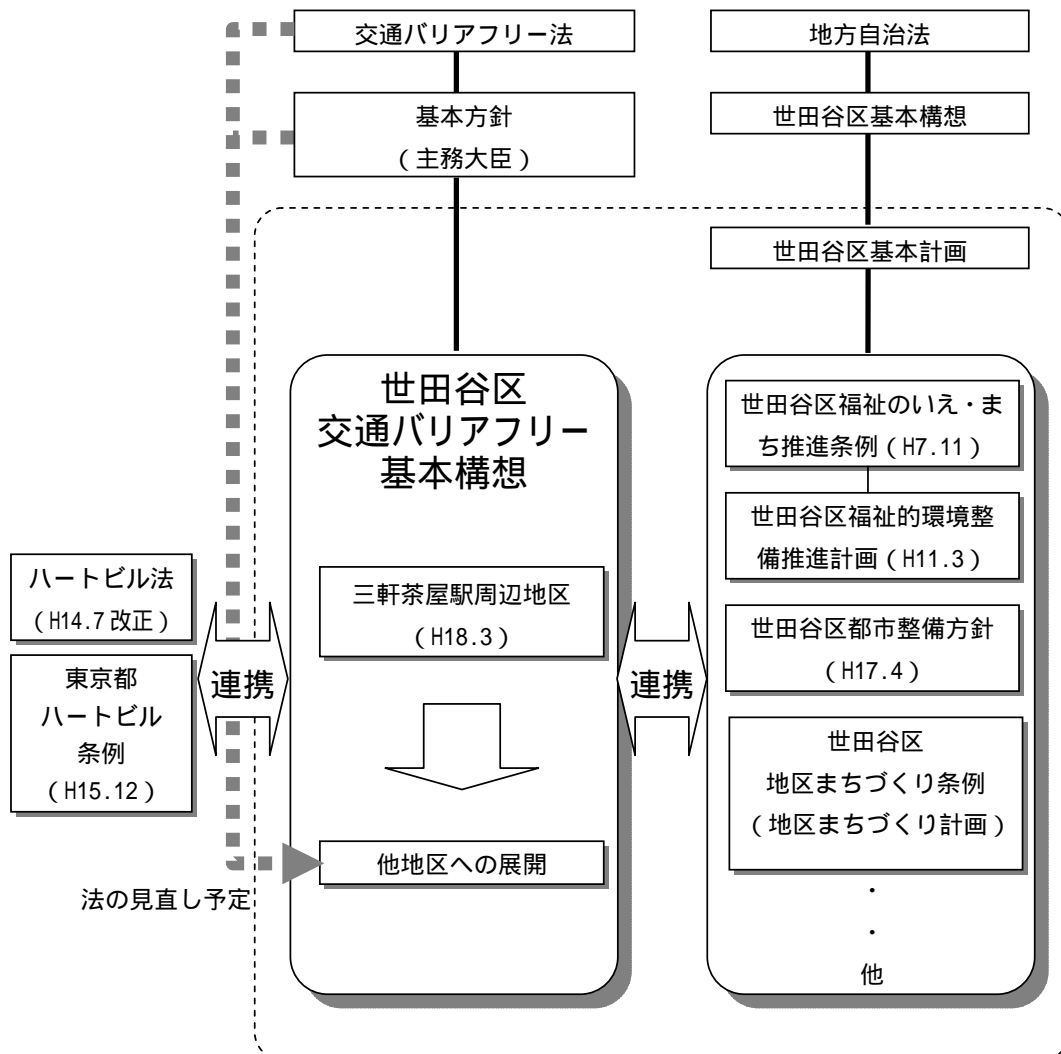 交通バリアフリー法
地方自治法
基本方針
（主務大臣）
世田谷区基本構想
世田谷区基本計画
世田谷区
交通バリアフリー
基本構想
三軒茶屋駅周辺地区
（H18.3）
他地区への展開
世田谷区福祉のいえ・ま
ち推進条例（H7.11）
世田谷区福祉的環境整
備推進計画（H11.3）
世田谷区都市整備方針
（H17.4）
世田谷区
地区まちづくり条例
（地区まちづくり計画）
・
・
他
ハートビル法
（H14.7改正）
東京都
ハートビル
条例
（H15.12）
連携
連携
法の見直し予定